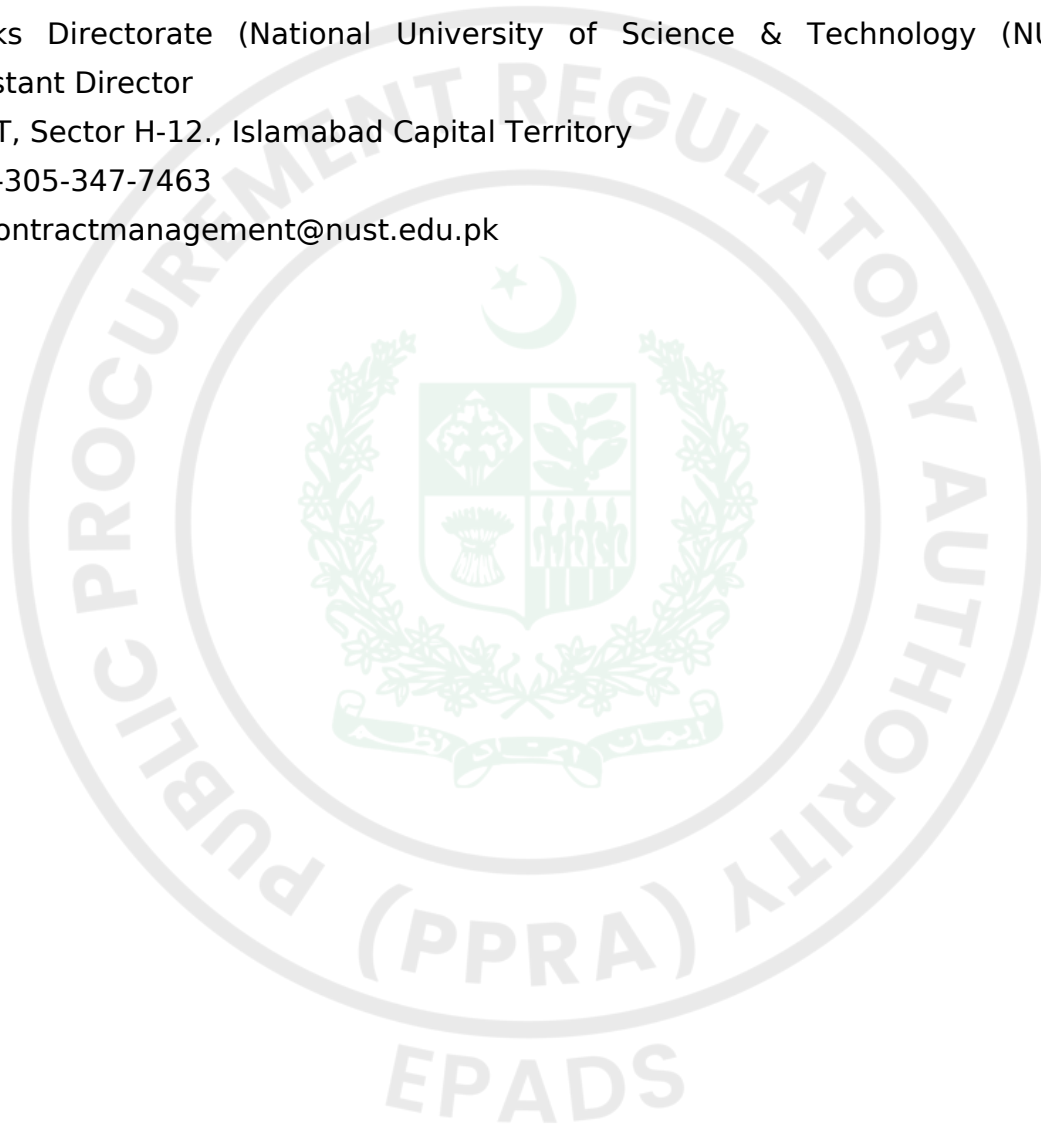 ks Directorate (National University of Science & Technology (NU
stant Director
T, Sector H-12., Islamabad Capital Territory
-305-347-7463
ontractmanagement@nust.edu.pk
PUBLIC PROCUREMENT REGULATORY AUTHORITY
(PPRA)
EPADS